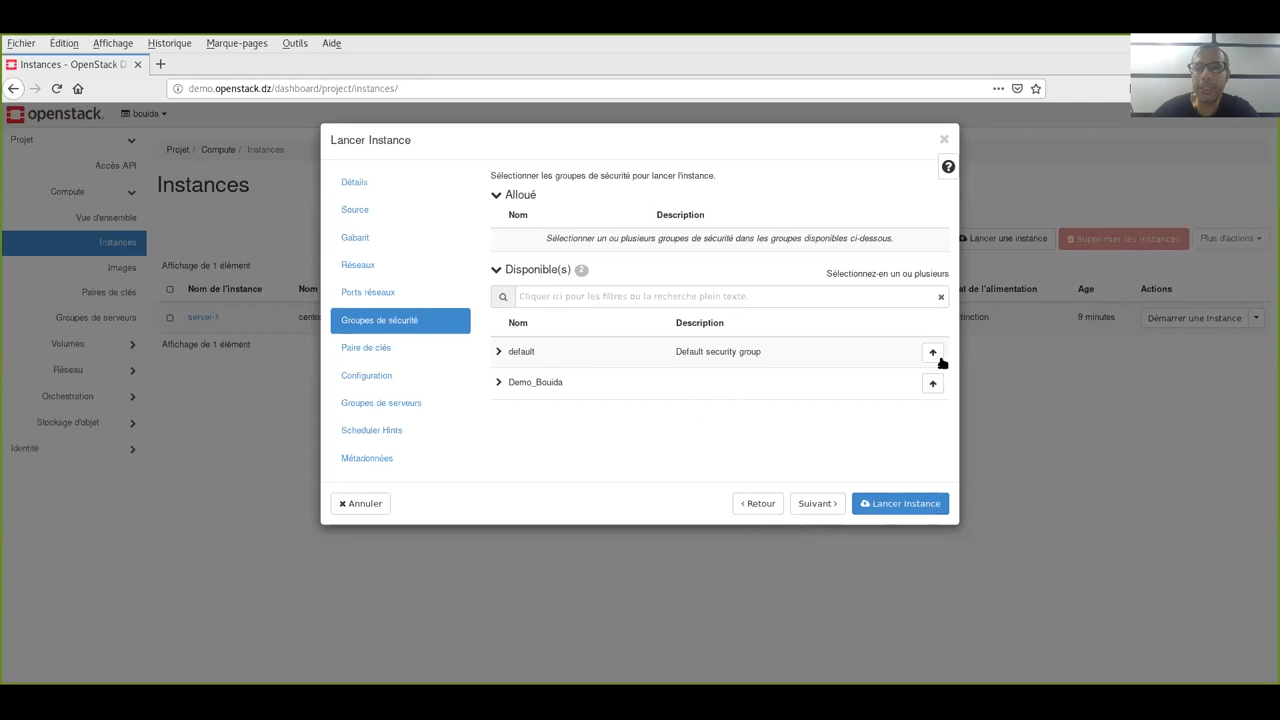 Fichier Édition Affichage Historique Marque-pages Outils Aide
Instances - OpenStack D
demo.openstack.dz/dashboard/project/instances/
openstack. bouida
Projet
Accès API
Compute
Vue d'ensemble
Instances
Images
Paires de clés
Groupes de sécurité
Volumes
Réseau
Orchestration
Stockage d'objet
Identité
Projet / Compute / Instances
Instances
Lancer une instance Supprimer les instances Plus d'actions
Affichage de 1 élément
Nom de l'instance Nom at de l'alimentation Age Actions
server-1 cento tinction 9 minutes Démarrer une Instance
Affichage de 1 élément
Lancer Instance
Détails
Source
Gabarit
Réseaux
Ports réseaux
Groupes de sécurité
Paire de clés
Configuration
Groupes de serveurs
Scheduler Hints
Métadonnées
Sélectionner les groupes de sécurité pour lancer l'instance.
Alloué
Nom Description
Sélectionner un ou plusieurs groupes de sécurité dans les groupes disponibles ci-dessous.
Disponible(s) 2
Sélectionnez-en un ou plusieurs
Cliquer ici pour les filtres ou la recherche plein texte.
Nom Description
default Default security group
Demo_Bouida
Annuler Retour Suivant Lancer Instance